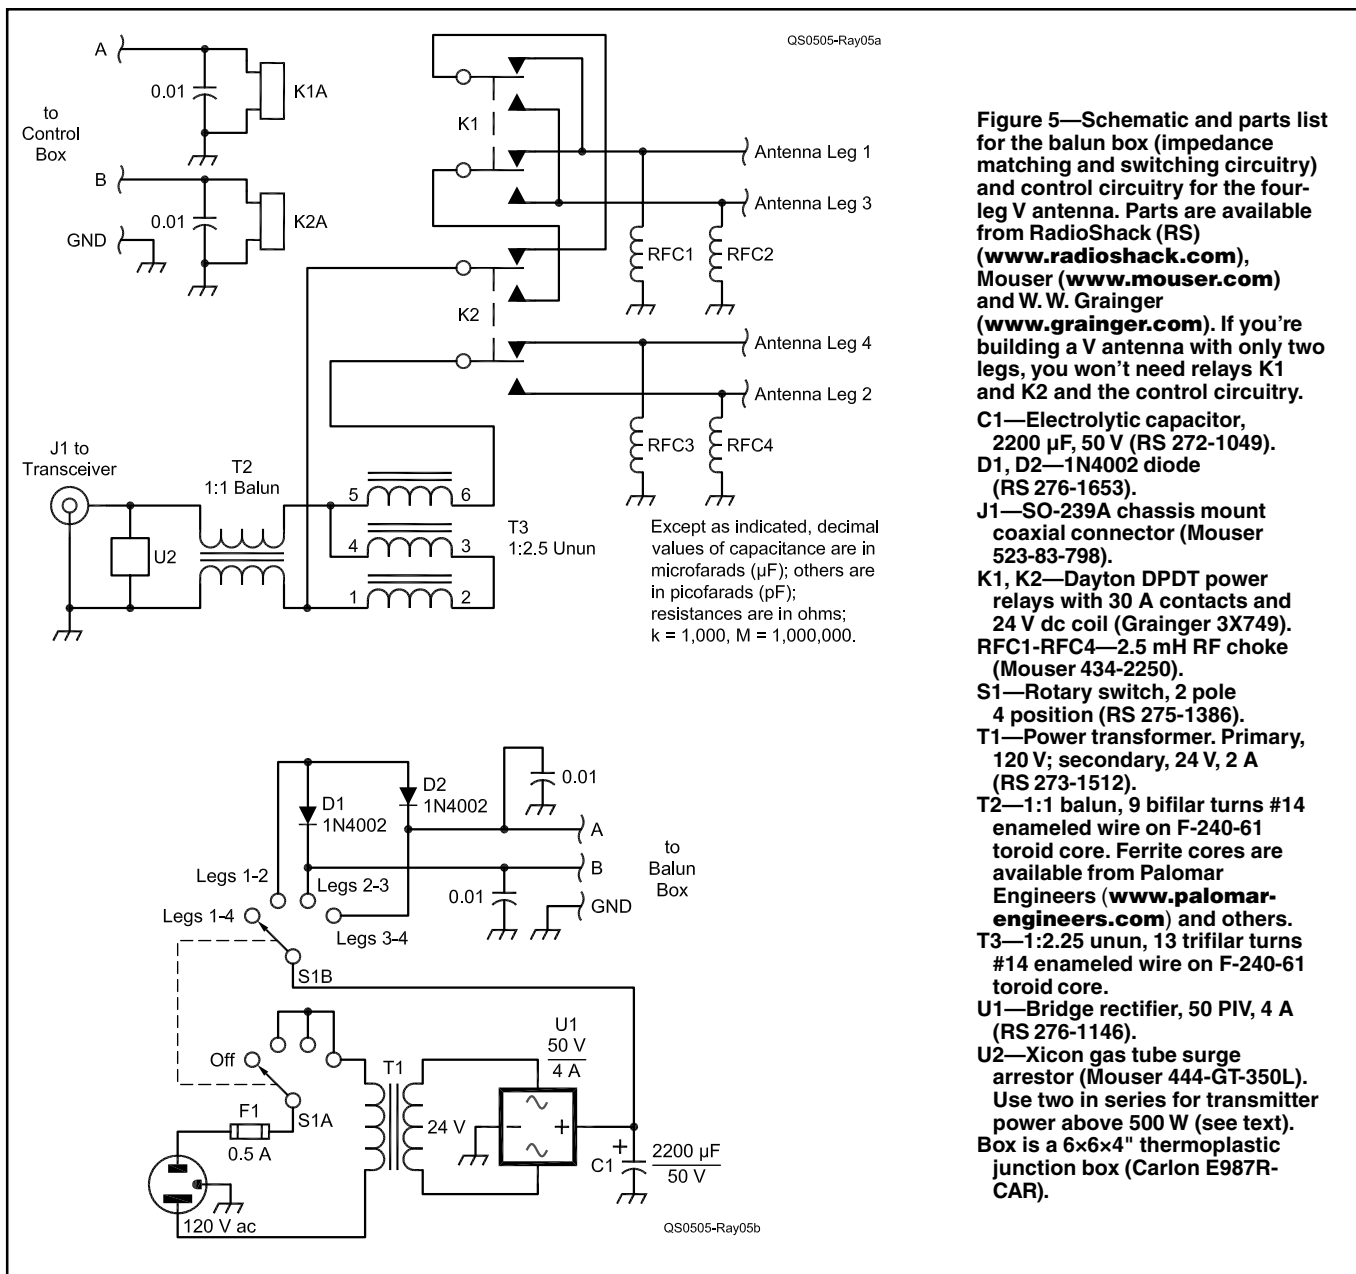 QS0505-Ray05a
A
0.01
K1A
to
Control
Box
B
0.01
K2A
GND
K1
K2
Antenna Leg 1
Antenna Leg 3
RFC1
RFC2
Antenna Leg 4
Antenna Leg 2
RFC3
RFC4
J1 to
Transceiver
U2
T2
1:1 Balun
5
6
4
3
1
2
T3
1:2.5 Unun
Except as indicated, decimal
values of capacitance are in
microfarads (µF); others are
in picofarads (pF);
resistances are in ohms;
k = 1,000, M = 1,000,000.
D1
1N4002
D2
1N4002
0.01
A
B
GND
to
Balun
Box
0.01
Legs 1-2
Legs 2-3
Legs 1-4
Legs 3-4
S1B
Off
S1A
F1
0.5 A
120 V ac
T1
24 V
U1
50 V
4 A
–
+
+
C1
2200 µF
50 V
QS0505-Ray05b
Figure 5—Schematic and parts list
for the balun box (impedance
matching and switching circuitry)
and control circuitry for the four-
leg V antenna. Parts are available
from RadioShack (RS)
(www.radioshack.com),
Mouser (www.mouser.com)
and W. W. Grainger
(www.grainger.com). If you’re
building a V antenna with only two
legs, you won’t need relays K1
and K2 and the control circuitry.
C1—Electrolytic capacitor,
2200 µF, 50 V (RS 272-1049).
D1, D2—1N4002 diode
(RS 276-1653).
J1—SO-239A chassis mount
coaxial connector (Mouser
523-83-798).
K1, K2—Dayton DPDT power
relays with 30 A contacts and
24 V dc coil (Grainger 3X749).
RFC1-RFC4—2.5 mH RF choke
(Mouser 434-2250).
S1—Rotary switch, 2 pole
4 position (RS 275-1386).
T1—Power transformer. Primary,
120 V; secondary, 24 V, 2 A
(RS 273-1512).
T2—1:1 balun, 9 bifilar turns #14
enameled wire on F-240-61
toroid core. Ferrite cores are
available from Palomar
Engineers (www.palomar-
engineers.com) and others.
T3—1:2.25 unun, 13 trifilar turns
#14 enameled wire on F-240-61
toroid core.
U1—Bridge rectifier, 50 PIV, 4 A
(RS 276-1146).
U2—Xicon gas tube surge
arrestor (Mouser 444-GT-350L).
Use two in series for transmitter
power above 500 W (see text).
Box is a 6×6×4" thermoplastic
junction box (Carlon E987R-
CAR).